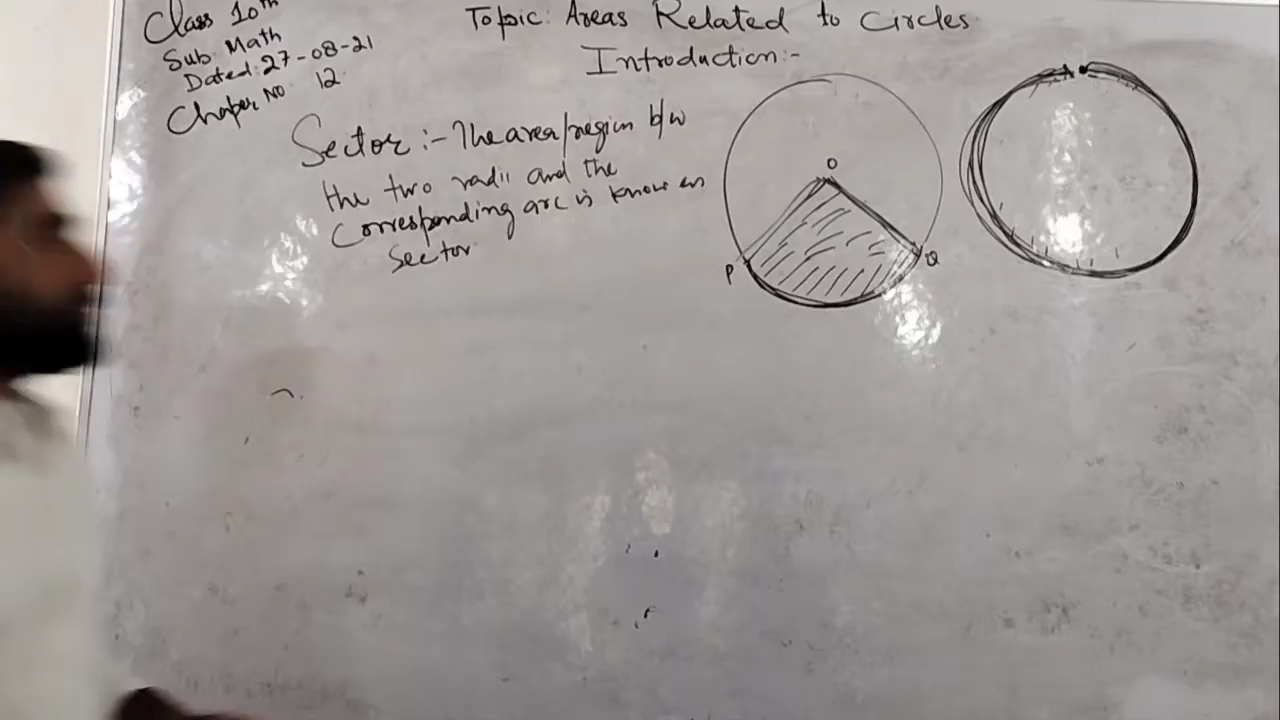 Class 10th
Sub Math
Dated: 27-08-21
Chapter No. 12
Topic: Areas Related to Circles
Introduction:-
Sector:- The area/region b/w
the two radii and the
corresponding arc is know as
Sector
O
P
Q
A